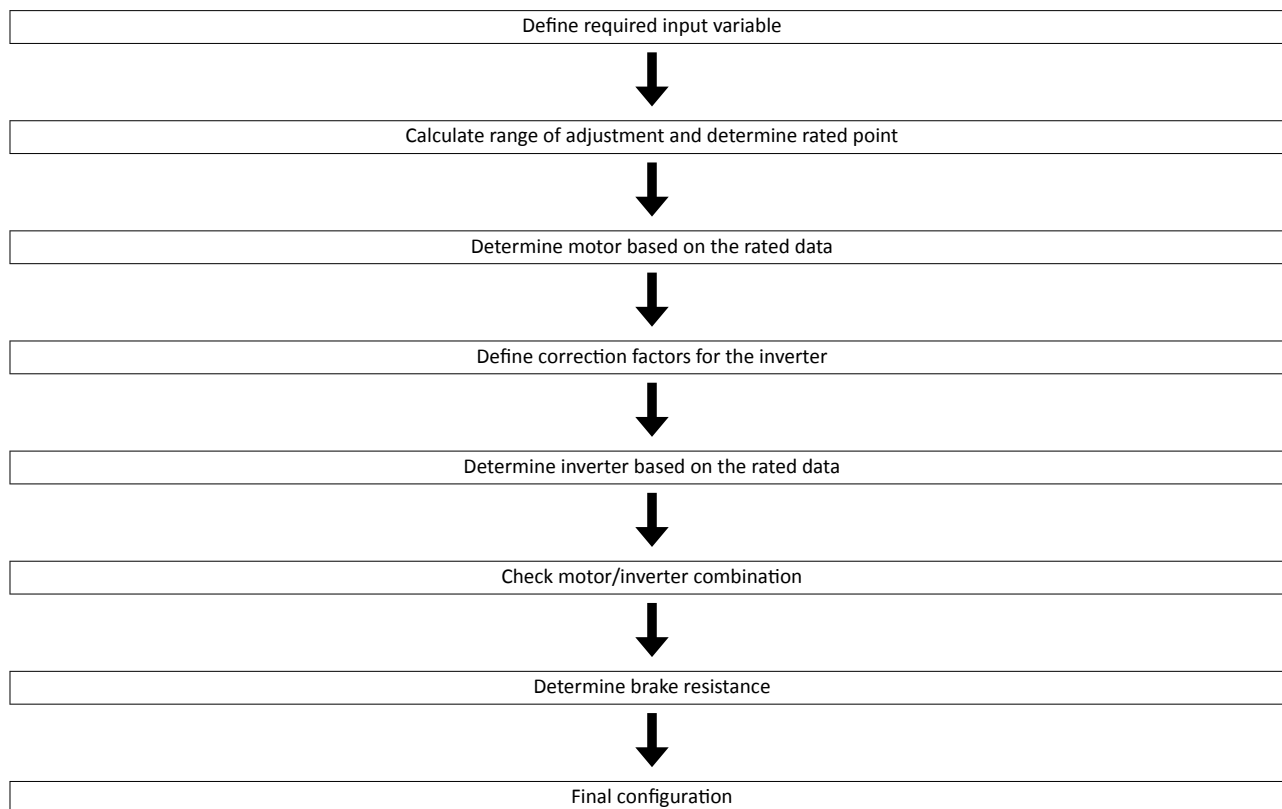 Define required input variable
Calculate range of adjustment and determine rated point
Determine motor based on the rated data
Define correction factors for the inverter
Determine inverter based on the rated data
Check motor/inverter combination
Determine brake resistance
Final configuration